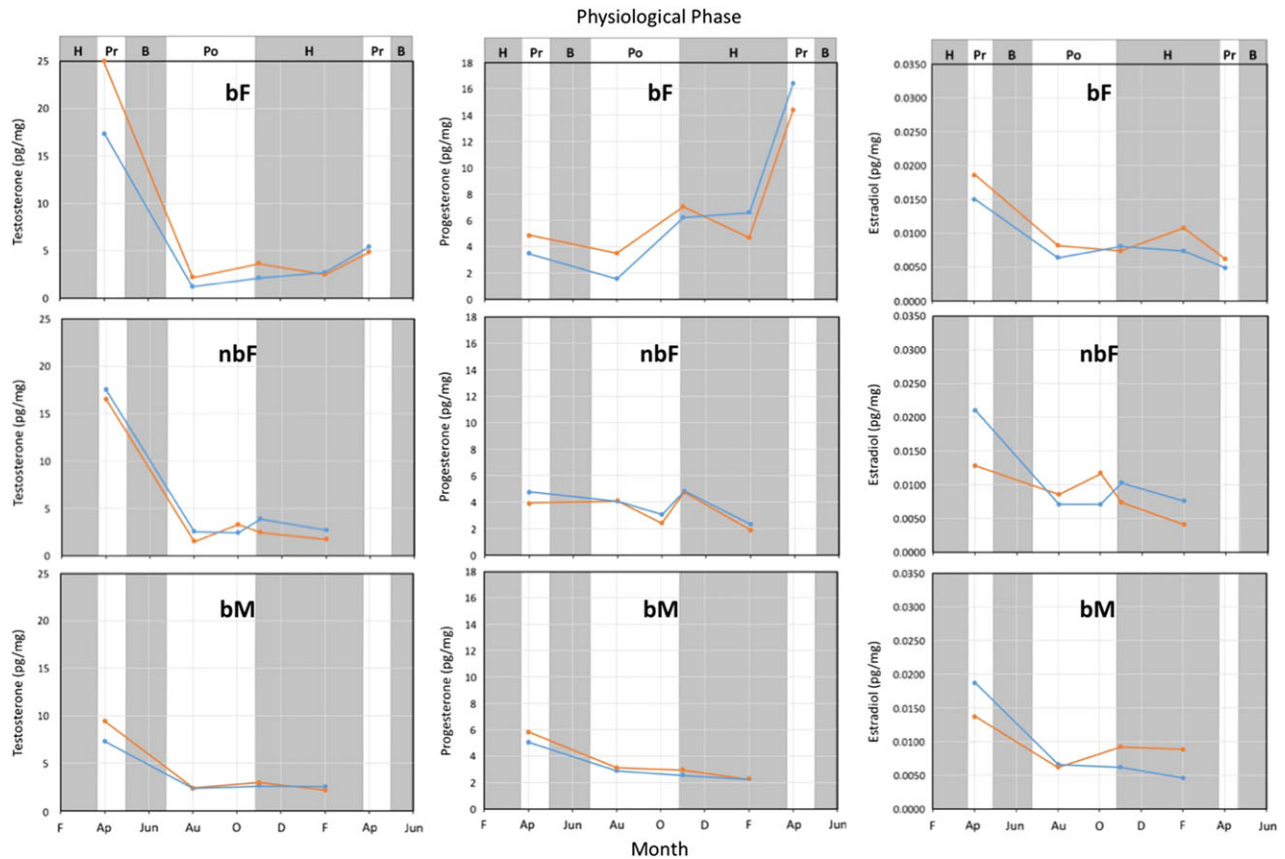 Physiological Phase
H Pr B Po H Pr B
H Pr B Po H Pr B
H Pr B Po H Pr B
Testosterone (pg/mg)
25
20
15
10
5
0
bF
Progesterone (pg/mg)
18
16
14
12
10
8
6
4
2
0
bF
Estradiol (pg/mg)
0.0350
0.0300
0.0250
0.0200
0.0150
0.0100
0.0050
0.0000
bF
Testosterone (pg/mg)
25
20
15
10
5
0
nbF
Progesterone (pg/mg)
18
16
14
12
10
8
6
4
2
0
nbF
Estradiol (pg/mg)
0.0350
0.0300
0.0250
0.0200
0.0150
0.0100
0.0050
0.0000
nbF
Testosterone (pg/mg)
25
20
15
10
5
0
bM
Progesterone (pg/mg)
18
16
14
12
10
8
6
4
2
0
bM
Estradiol (pg/mg)
0.0350
0.0300
0.0250
0.0200
0.0150
0.0100
0.0050
0.0000
bM
F Ap Jun Au O D F Ap Jun
F Ap Jun Au O D F Ap Jun
F Ap Jun Au O D F Ap Jun
Month